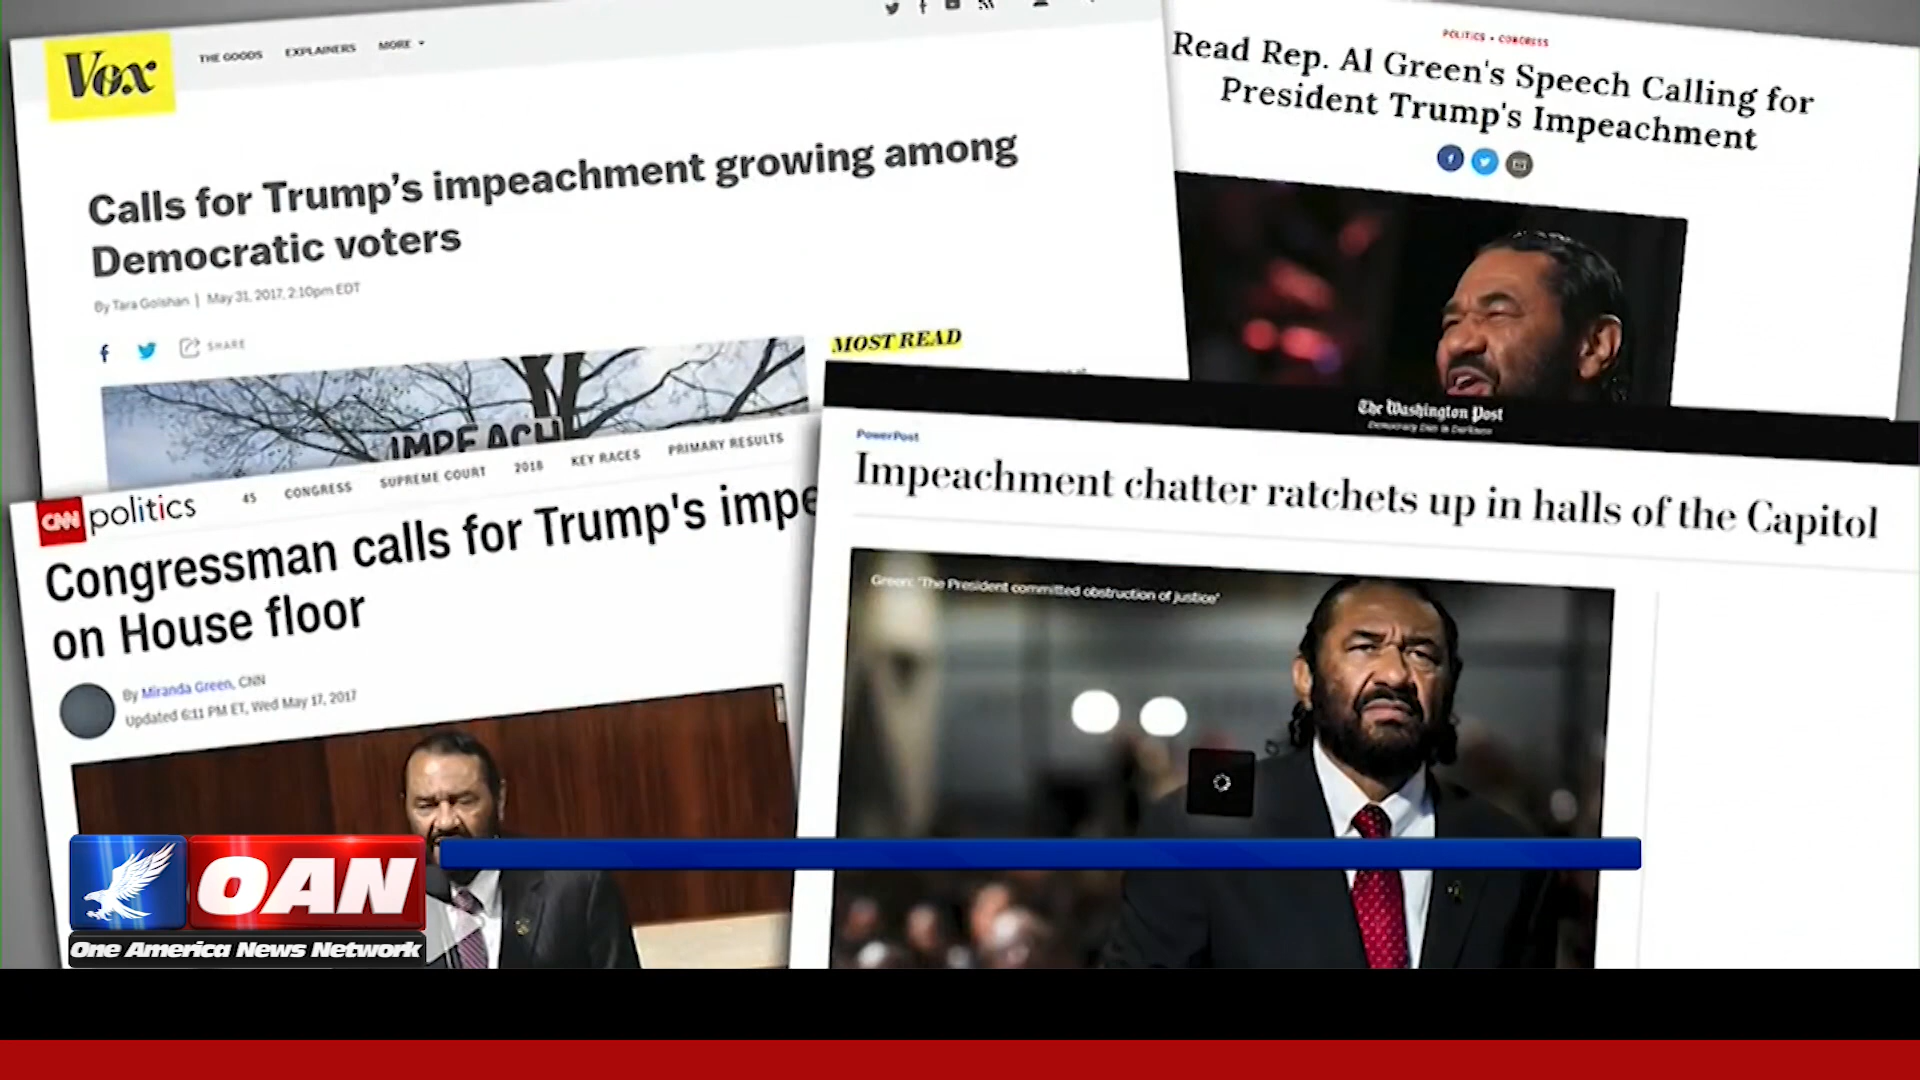 Vox
THE GOODS EXPLAINERS MORE
Calls for Trump's impeachment growing among
Democratic voters
By Tara Golshan | May 31, 2017, 2:10pm EDT
SHARE
MOST READ
IMPEACH
POLITICS • CONGRESS
Read Rep. Al Green's Speech Calling for
President Trump's Impeachment
CNN politics 45 CONGRESS SUPREME COURT 2018 KEY RACES PRIMARY RESULTS
Congressman calls for Trump's impe
on House floor
By Miranda Green, CNN
Updated 6:11 PM ET, Wed May 17, 2017
The Washington Post
Democracy Dies in Darkness
PowerPost
Impeachment chatter ratchets up in halls of the Capitol
Green: 'The President committed obstruction of justice'
OAN
One America News Network